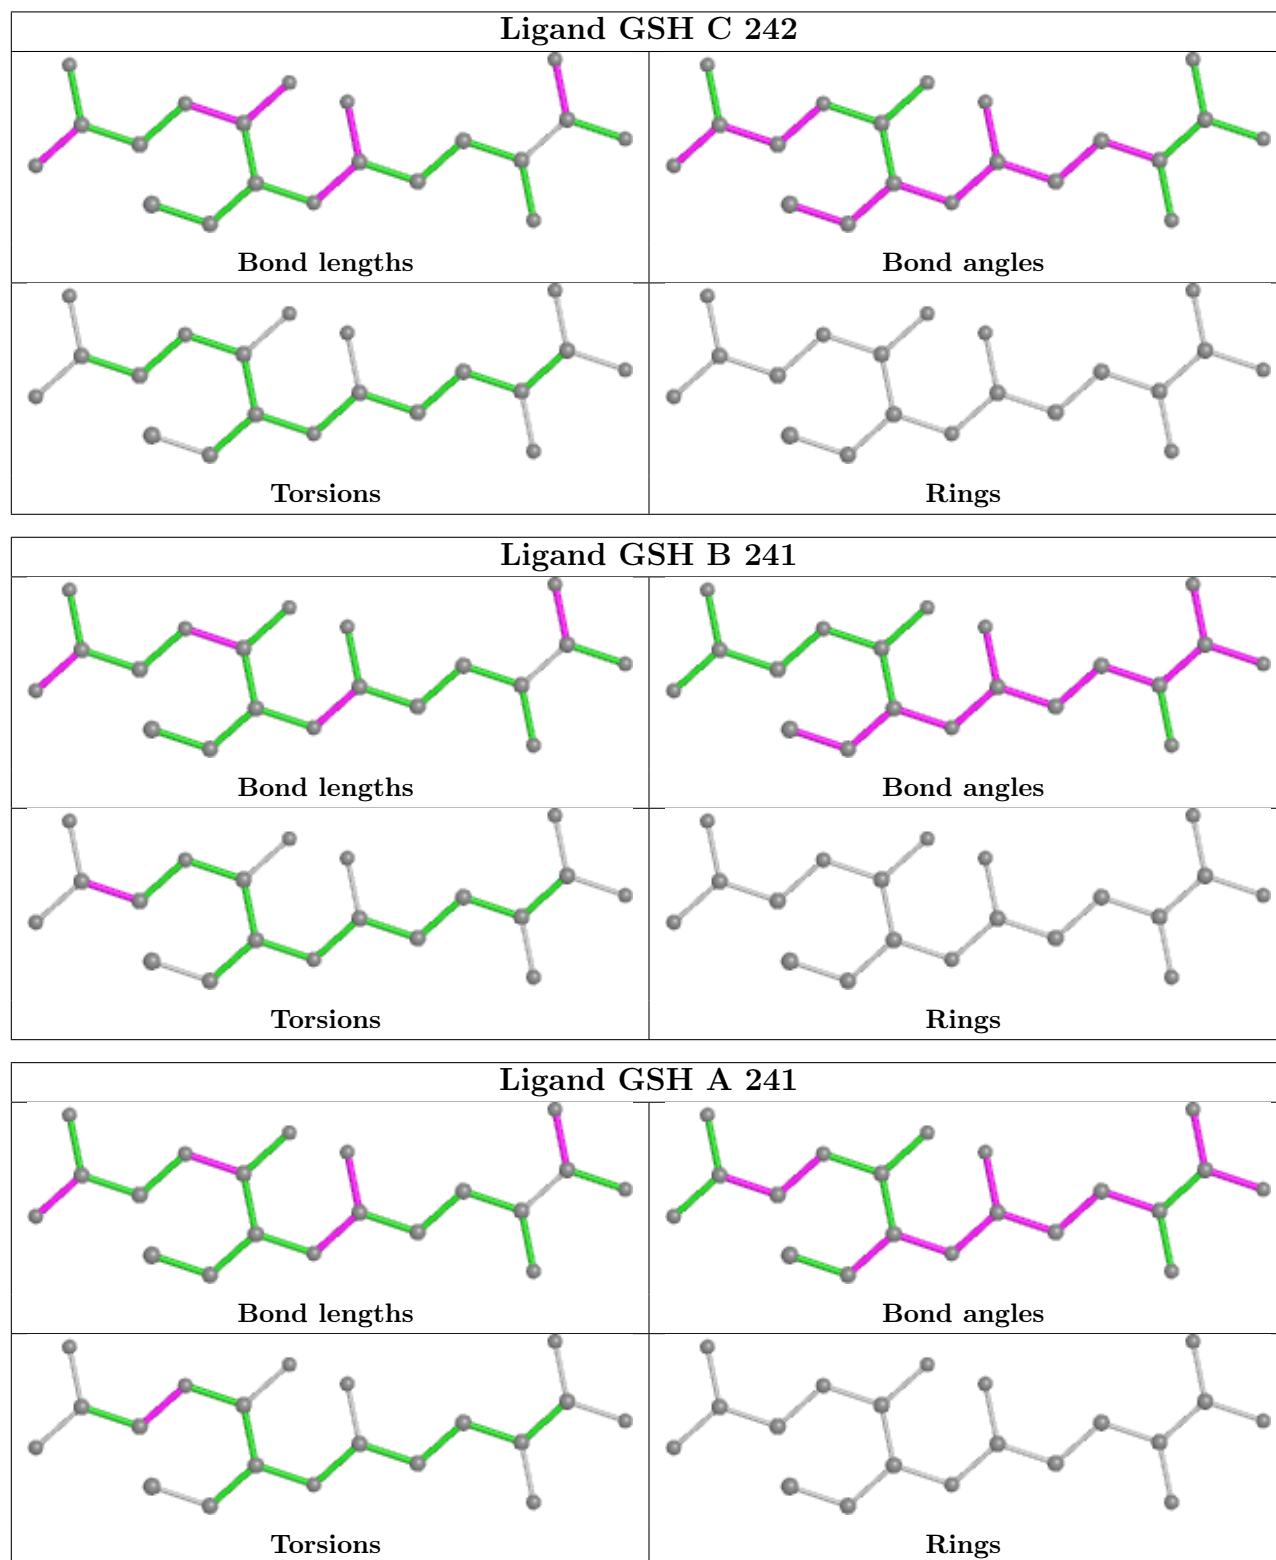 Ligand GSH C 242
Bond lengths
Bond angles
Torsions
Rings
Ligand GSH B 241
Bond lengths
Bond angles
Torsions
Rings
Ligand GSH A 241
Bond lengths
Bond angles
Torsions
Rings